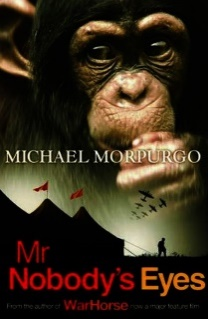 MICHAEL MORPURGO
Mr
Nobody's Eyes
From the author of WarHorse now a major feature film